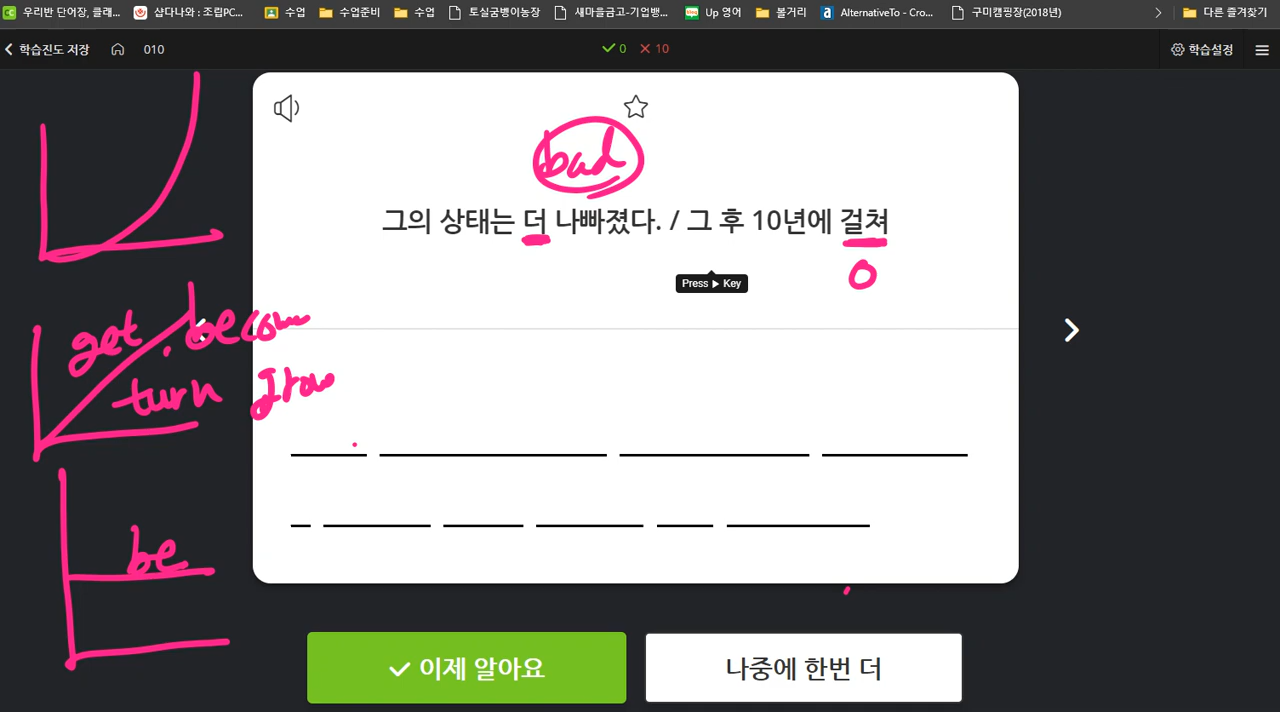 우리반 단어장, 클래... 샵다나와 : 조립PC... 수업 수업준비 수업 토실굼벵이농장 새마을금고-기업뱅... Up 영어 볼거리 AlternativeTo - Cro... 구미캠핑장(2018년) 다른 즐겨찾기
학습진도 저장 010 0 10 학습설정
bad
그의 상태는 더 나빠졌다. / 그 후 10년에 걸쳐
Press ▶ Key
get, become
turn grow
be
이제 알아요 나중에 한번 더